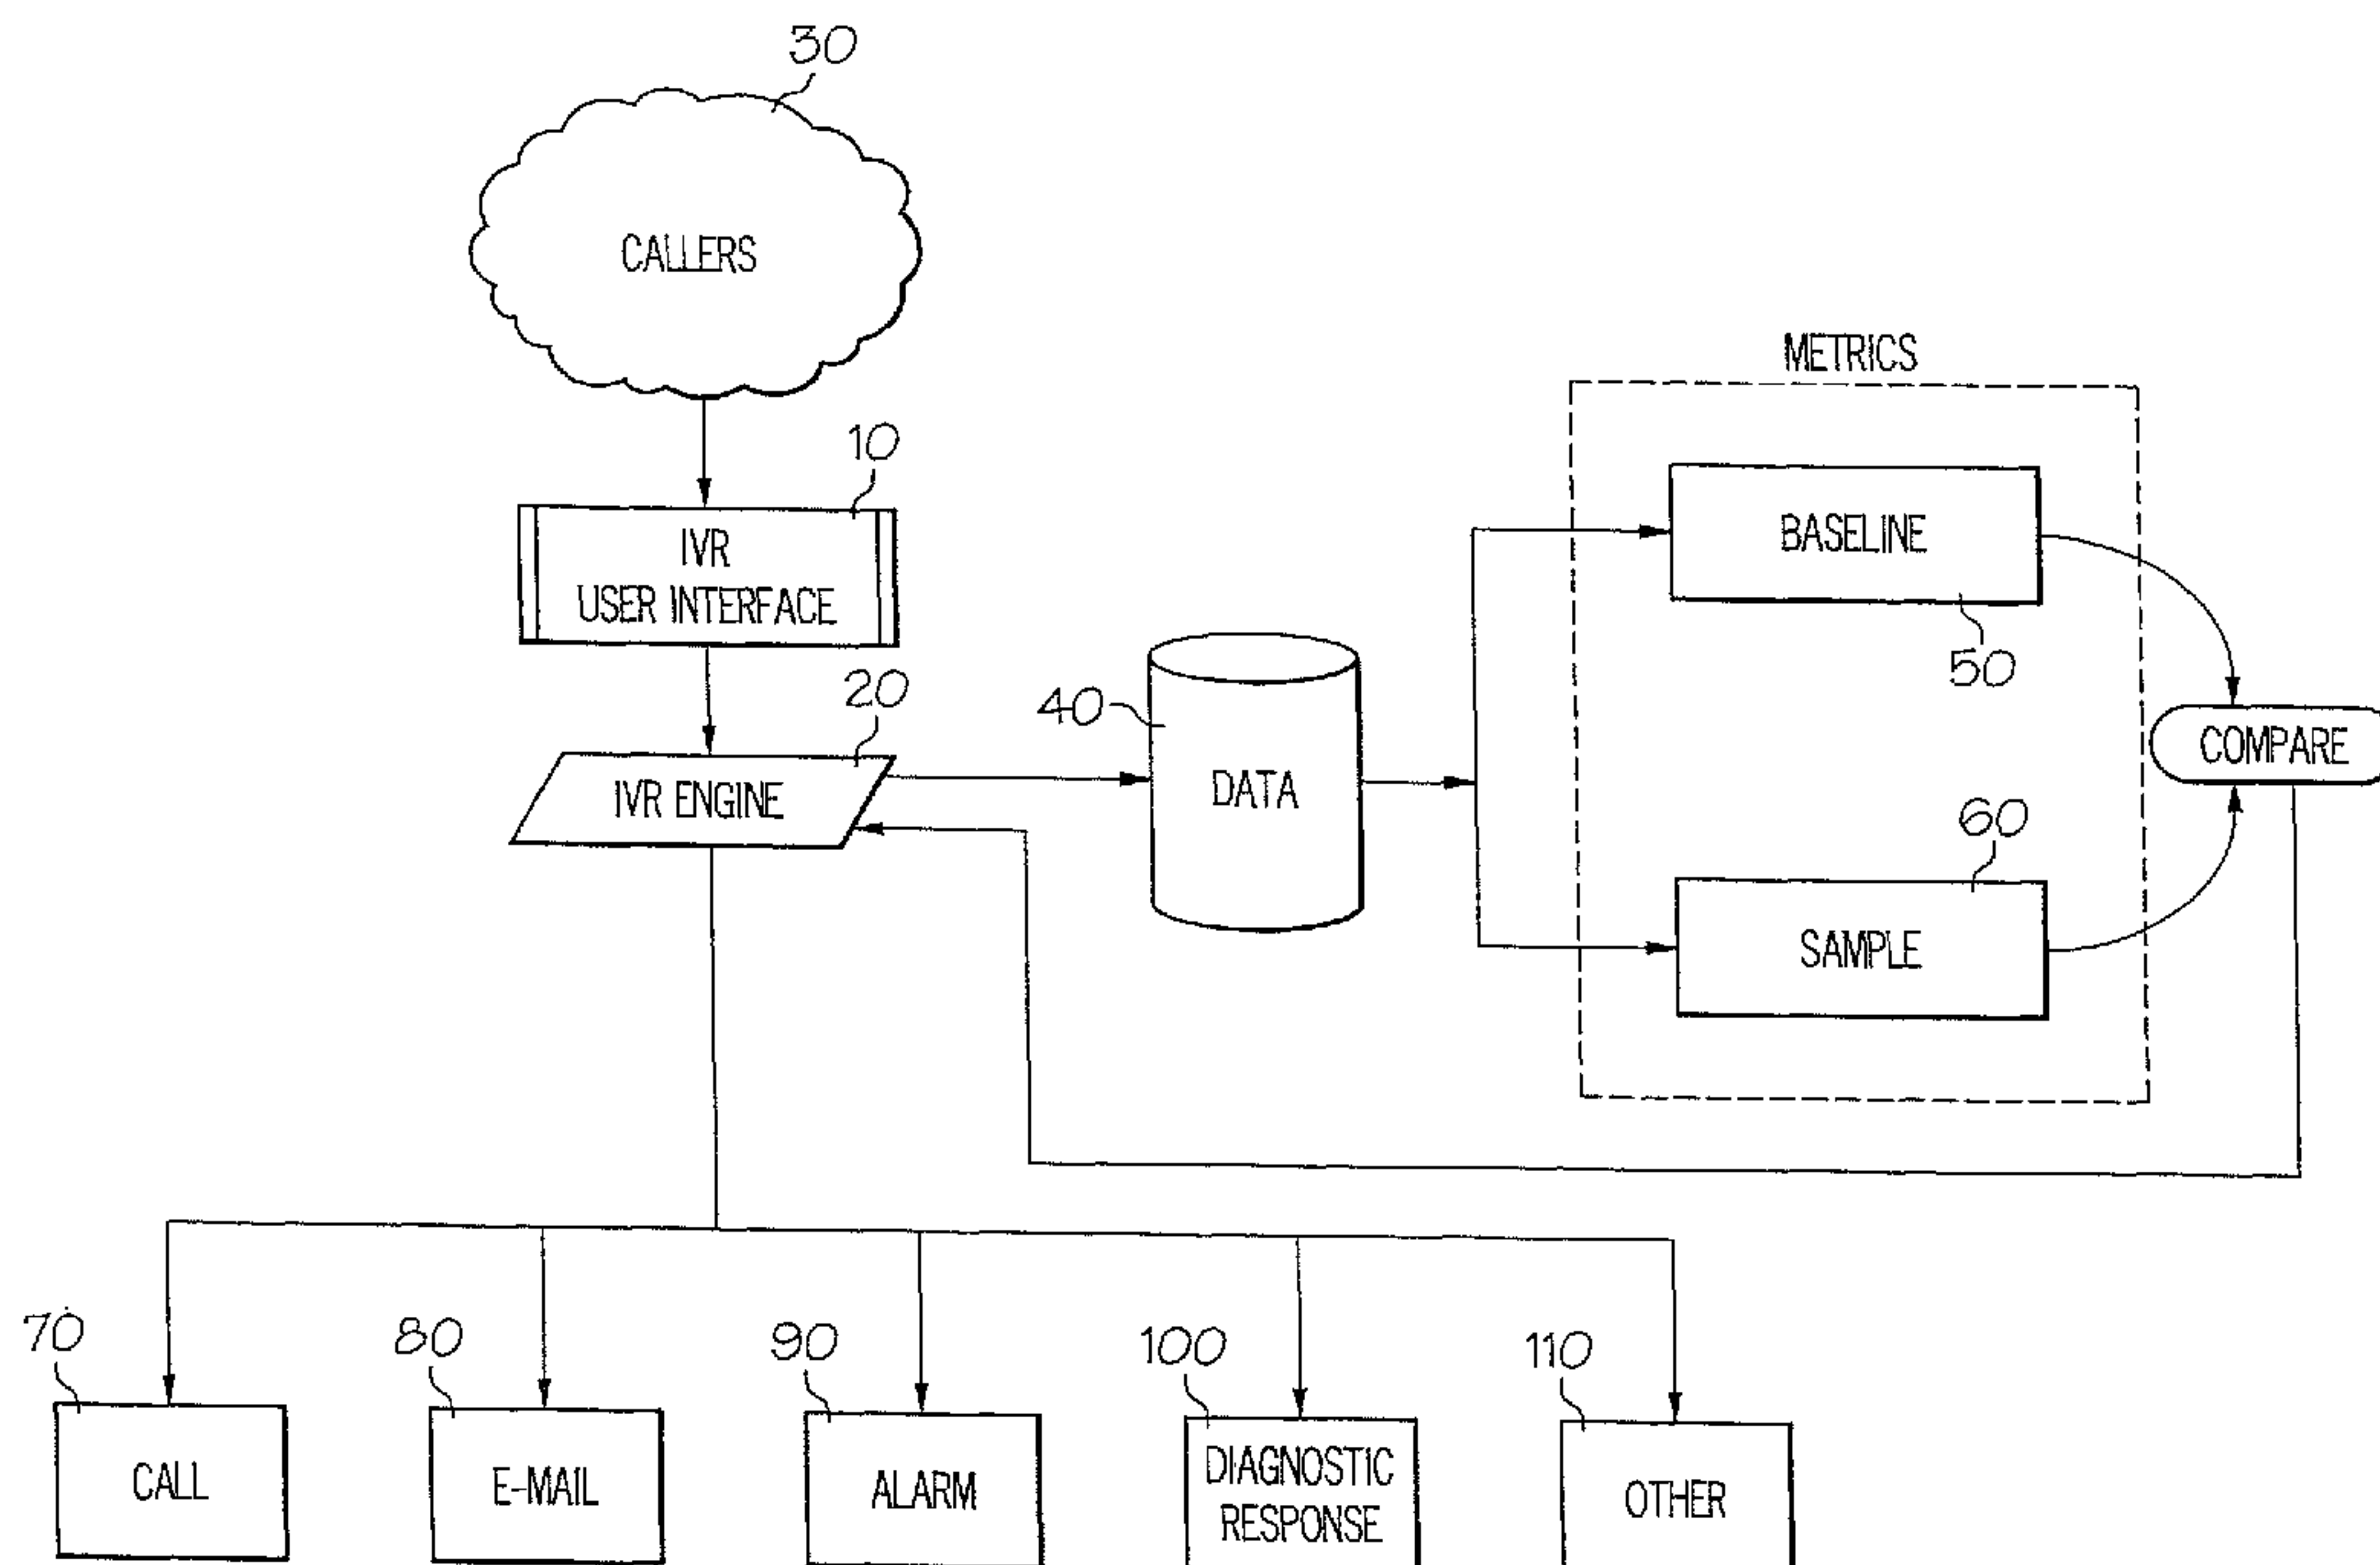 30
CALLERS
METRICS
10
IVR
USER INTERFACE
BASELINE
50
20
40
COMPARE
IVR ENGINE
DATA
60
SAMPLE
70
80
90
100
110
CALL
E-MAIL
ALARM
DIAGNOSTIC
RESPONSE
OTHER